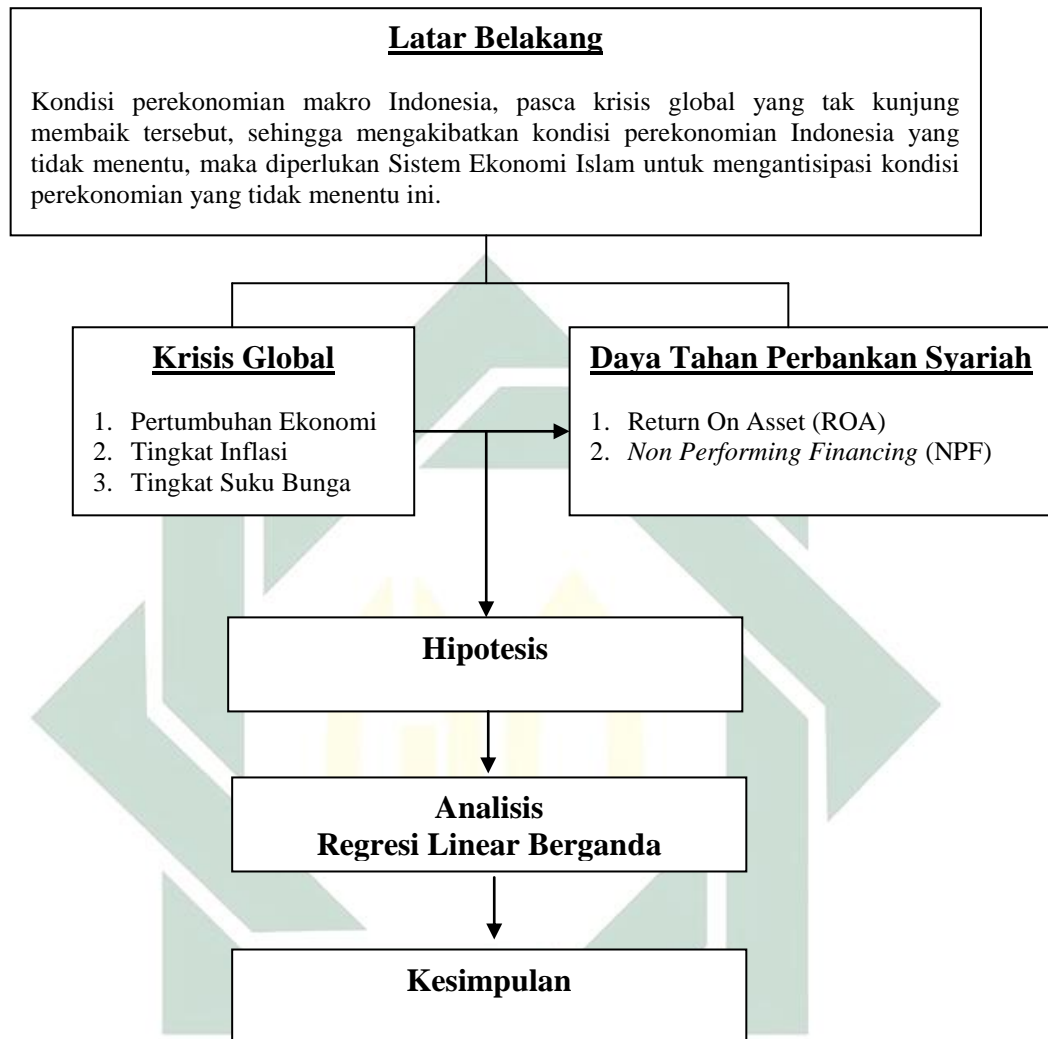 Latar Belakang
Kondisi perekonomian makro Indonesia, pasca krisis global yang tak kunjung
membaik tersebut, sehingga mengakibatkan kondisi perekonomian Indonesia yang
tidak menentu, maka diperlukan Sistem Ekonomi Islam untuk mengantisipasi kondisi
perekonomian yang tidak menentu ini.
Krisis Global
1. Pertumbuhan Ekonomi
2. Tingkat Inflasi
3. Tingkat Suku Bunga
Daya Tahan Perbankan Syariah
1. Return On Asset (ROA)
2. Non Performing Financing (NPF)
Hipotesis
Analisis
Regresi Linear Berganda
Kesimpulan